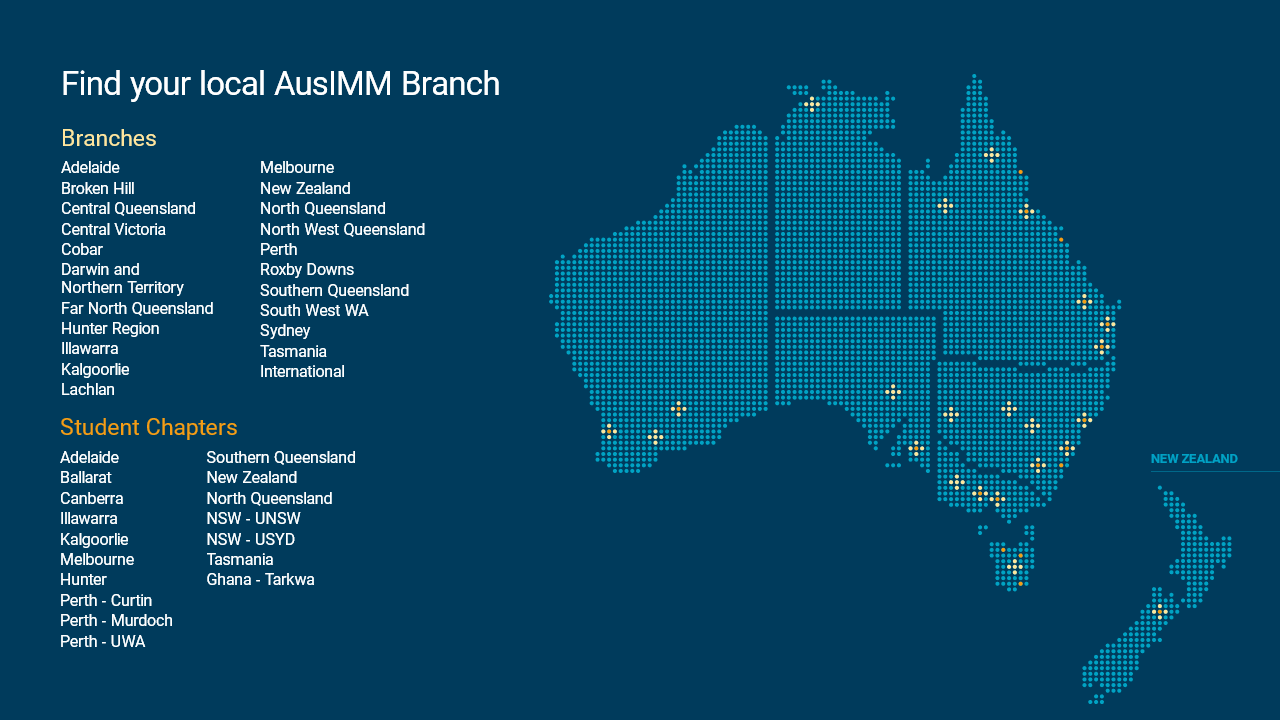 Find your local AusIMM Branch
Branches
Adelaide
Broken Hill
Central Queensland
Central Victoria
Cobar
Darwin and
Northern Territory
Far North Queensland
Hunter Region
Illawarra
Kalgoorlie
Lachlan
Melbourne
New Zealand
North Queensland
North West Queensland
Perth
Roxby Downs
Southern Queensland
South West WA
Sydney
Tasmania
International
Student Chapters
Adelaide
Ballarat
Canberra
Illawarra
Kalgoorlie
Melbourne
Hunter
Perth - Curtin
Perth - Murdoch
Perth - UWA
Southern Queensland
New Zealand
North Queensland
NSW - UNSW
NSW - USYD
Tasmania
Ghana - Tarkwa
NEW ZEALAND